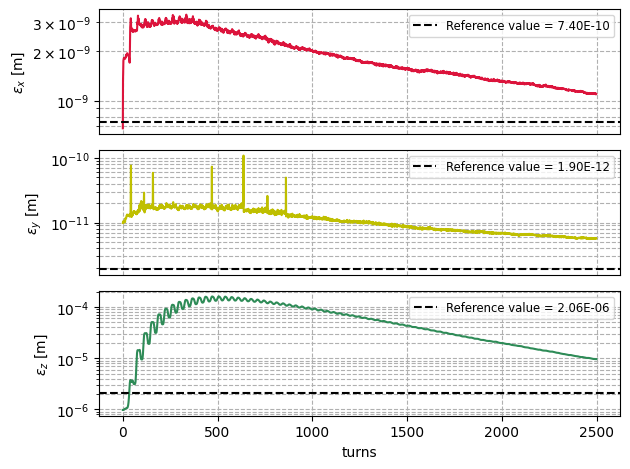 3 × 10⁻⁹
2 × 10⁻⁹
10⁻⁹
εₓ [m]
Reference value = 7.40E-10
10⁻¹⁰
10⁻¹¹
ε_y [m]
Reference value = 1.90E-12
10⁻⁴
10⁻⁵
10⁻⁶
ε_z [m]
Reference value = 2.06E-06
0 500 1000 1500 2000 2500
turns